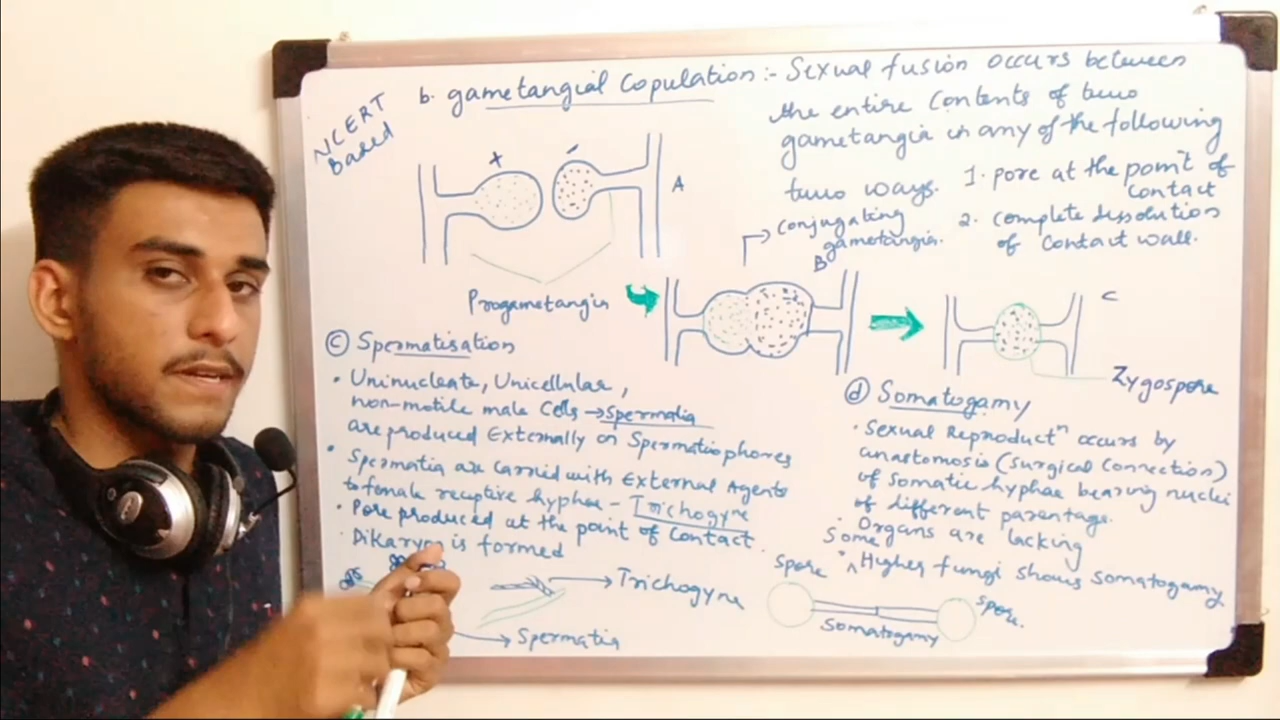 NCERT
Based
b. gametangial Copulation:- Sexual fusion occurs between
the entire Contents of two
gametangia in any of the following
two ways.
1. pore at the point of
contact
2. complete dissolution
of contact wall.
+
-
A
Progametangia
conjugating
gametangia.
B
C
Zygospore
(C) Spermatisation
• Uninucleate, Unicellular,
non-motile male Cells → Spermatia
are produced Externally on Spermatiophores
• Spermatia are carried with External Agents
to female receptive hyphae - Trichogyne
• Pore produced at the point of Contact
• Dikaryon is formed
Trichogyne
Spermatia
(d) Somatogamy
• Sexual Reproductⁿ occurs by
anastomosis (surgical connection)
of somatic hyphae bearing nuclei
of different parentage.
• Organs are lacking
Some
• ^ Higher fungi shows somatogamy
spore
spore.
Somatogamy